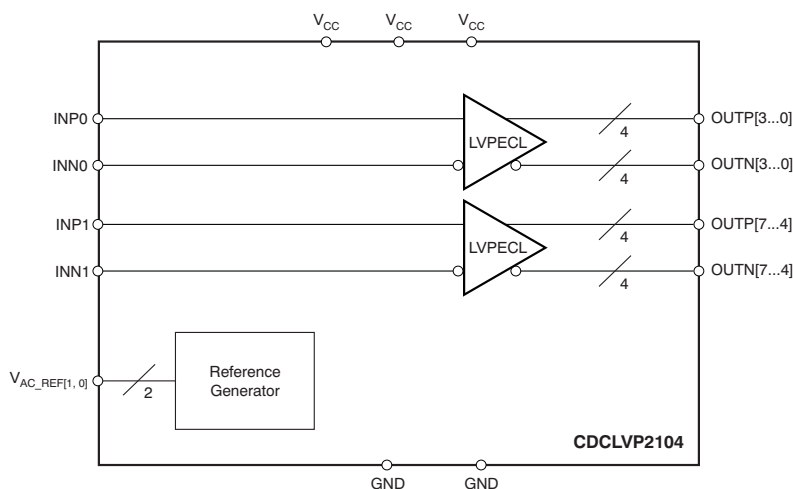 VCC VCC VCC
INP0 LVPECL 4 OUTP[3...0]
INN0 4 OUTN[3...0]
INP1 LVPECL 4 OUTP[7...4]
INN1 4 OUTN[7...4]
VAC_REF[1, 0] 2 Reference
Generator
CDCLVP2104
GND GND